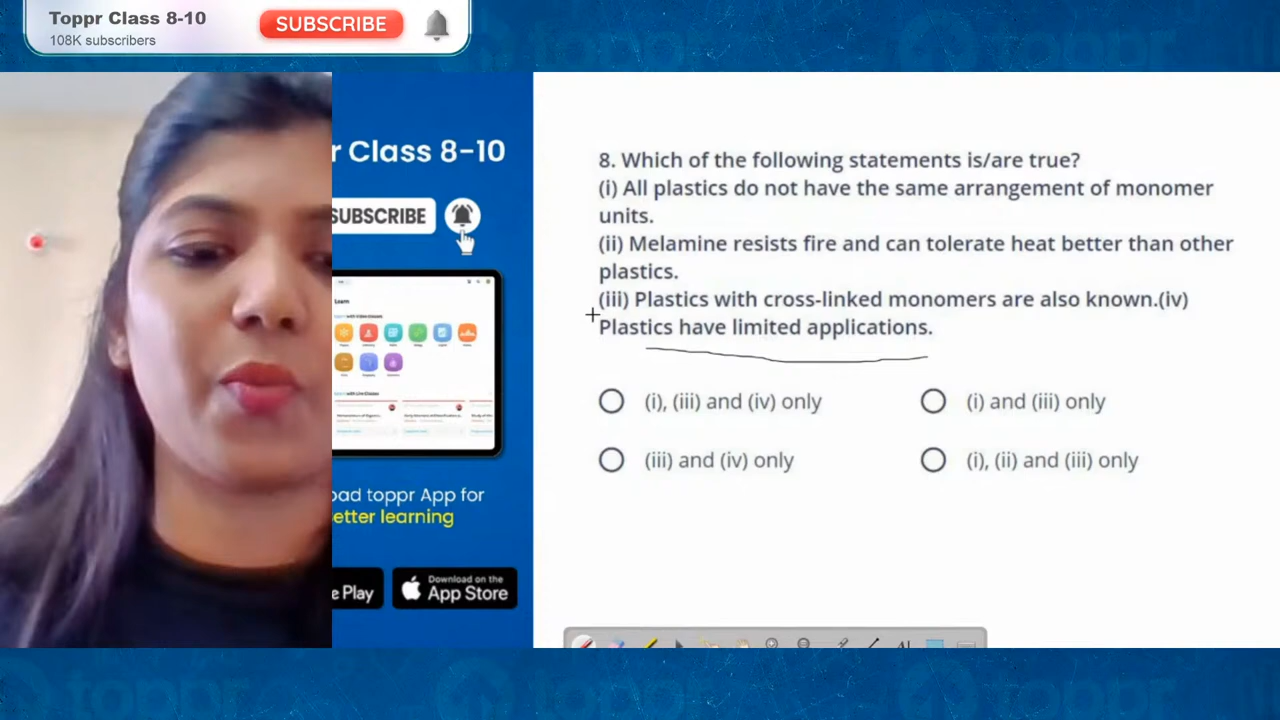 Toppr Class 8-10
108K subscribers
SUBSCRIBE
r Class 8-10
SUBSCRIBE
Learn
oad toppr App for
etter learning
e Play
Download on the
App Store
8. Which of the following statements is/are true?
(i) All plastics do not have the same arrangement of monomer
units.
(ii) Melamine resists fire and can tolerate heat better than other
plastics.
(iii) Plastics with cross-linked monomers are also known.(iv)
Plastics have limited applications.
(i), (iii) and (iv) only
(i) and (iii) only
(iii) and (iv) only
(i), (ii) and (iii) only
toppr
toppr
toppr